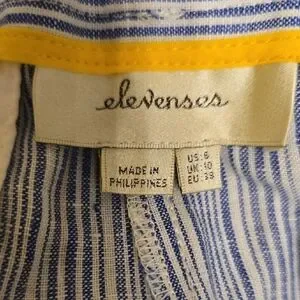 elevenses
MADE IN
PHILIPPINES
US: 6
UK: 10
EU: 38